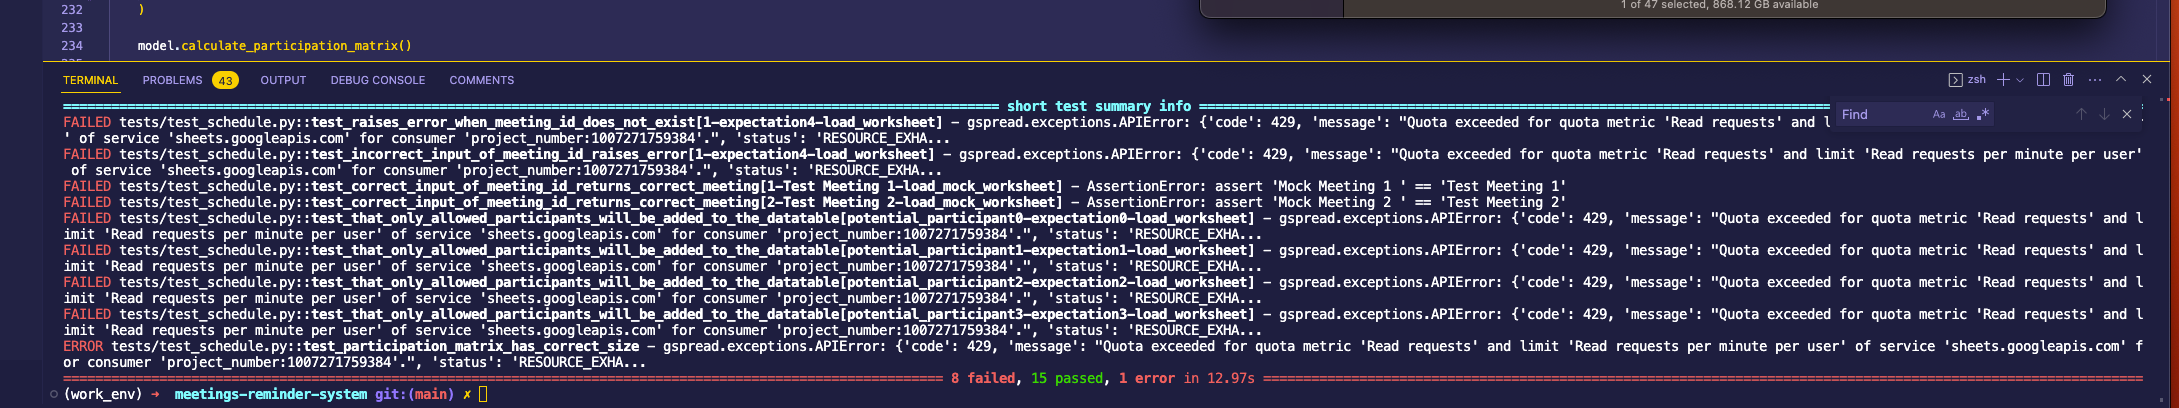 232 )
1 of 47 selected, 868.12 GB available
233
234 model.calculate_participation_matrix()
TERMINAL PROBLEMS 43 OUTPUT DEBUG CONSOLE COMMENTS zsh
short test summary info
Find Aa ab .*
FAILED tests/test_schedule.py::test_raises_error_when_meeting_id_does_not_exist[1-expectation4-load_worksheet] - gspread.exceptions.APIError: {'code': 429, 'message': "Quota exceeded for quota metric 'Read requests' and l
' of service 'sheets.googleapis.com' for consumer 'project_number:1007271759384'.", 'status': 'RESOURCE_EXHA...
FAILED tests/test_schedule.py::test_incorrect_input_of_meeting_id_raises_error[1-expectation4-load_worksheet] - gspread.exceptions.APIError: {'code': 429, 'message': "Quota exceeded for quota metric 'Read requests' and limit 'Read requests per minute per user'
of service 'sheets.googleapis.com' for consumer 'project_number:1007271759384'.", 'status': 'RESOURCE_EXHA...
FAILED tests/test_schedule.py::test_correct_input_of_meeting_id_returns_correct_meeting[1-Test Meeting 1-load_mock_worksheet] - AssertionError: assert 'Mock Meeting 1 ' == 'Test Meeting 1'
FAILED tests/test_schedule.py::test_correct_input_of_meeting_id_returns_correct_meeting[2-Test Meeting 2-load_mock_worksheet] - AssertionError: assert 'Mock Meeting 2 ' == 'Test Meeting 2'
FAILED tests/test_schedule.py::test_that_only_allowed_participants_will_be_added_to_the_datatable[potential_participant0-expectation0-load_worksheet] - gspread.exceptions.APIError: {'code': 429, 'message': "Quota exceeded for quota metric 'Read requests' and l
imit 'Read requests per minute per user' of service 'sheets.googleapis.com' for consumer 'project_number:1007271759384'.", 'status': 'RESOURCE_EXHA...
FAILED tests/test_schedule.py::test_that_only_allowed_participants_will_be_added_to_the_datatable[potential_participant1-expectation1-load_worksheet] - gspread.exceptions.APIError: {'code': 429, 'message': "Quota exceeded for quota metric 'Read requests' and l
imit 'Read requests per minute per user' of service 'sheets.googleapis.com' for consumer 'project_number:1007271759384'.", 'status': 'RESOURCE_EXHA...
FAILED tests/test_schedule.py::test_that_only_allowed_participants_will_be_added_to_the_datatable[potential_participant2-expectation2-load_worksheet] - gspread.exceptions.APIError: {'code': 429, 'message': "Quota exceeded for quota metric 'Read requests' and l
imit 'Read requests per minute per user' of service 'sheets.googleapis.com' for consumer 'project_number:1007271759384'.", 'status': 'RESOURCE_EXHA...
FAILED tests/test_schedule.py::test_that_only_allowed_participants_will_be_added_to_the_datatable[potential_participant3-expectation3-load_worksheet] - gspread.exceptions.APIError: {'code': 429, 'message': "Quota exceeded for quota metric 'Read requests' and l
imit 'Read requests per minute per user' of service 'sheets.googleapis.com' for consumer 'project_number:1007271759384'.", 'status': 'RESOURCE_EXHA...
ERROR tests/test_schedule.py::test_participation_matrix_has_correct_size - gspread.exceptions.APIError: {'code': 429, 'message': "Quota exceeded for quota metric 'Read requests' and limit 'Read requests per minute per user' of service 'sheets.googleapis.com' f
or consumer 'project_number:1007271759384'.", 'status': 'RESOURCE_EXHA...
8 failed, 15 passed, 1 error in 12.97s
(work_env) → meetings-reminder-system git:(main) ✗